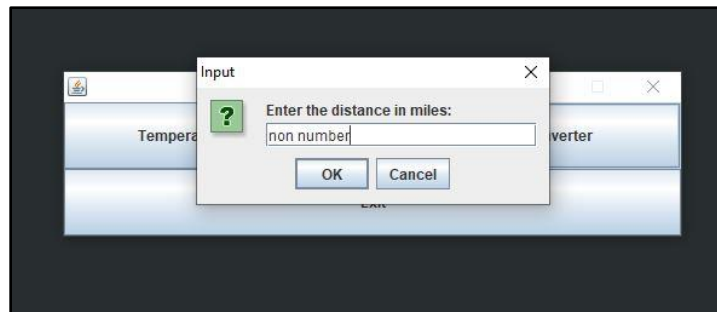 Input
Enter the distance in miles:
Tempera
non number
verter
OK
Cancel